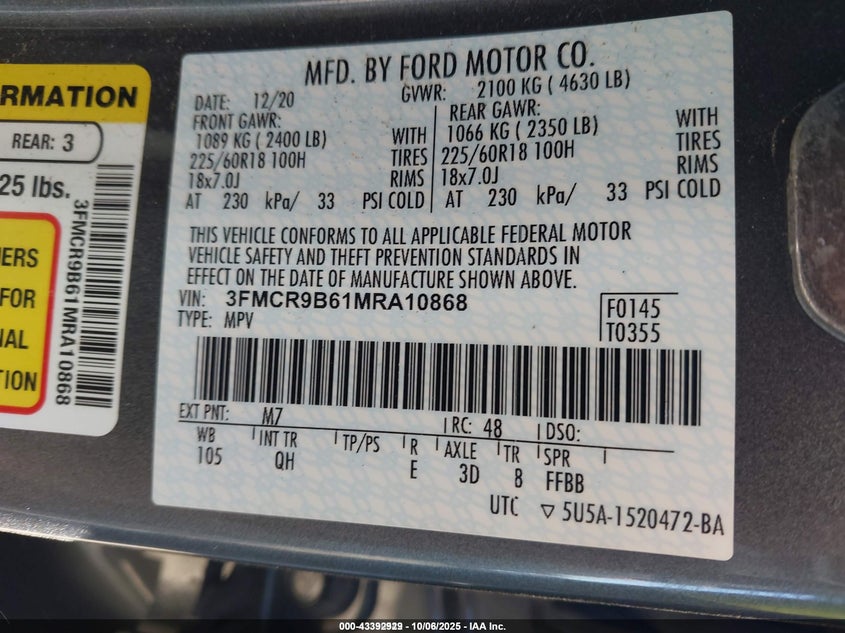 RMATION
REAR: 3
25 lbs.
ERS
FOR
NAL
TION
3FMCR9B61MRA10868
MFD. BY FORD MOTOR CO.
DATE: 12/20
GVWR: 2100 KG ( 4630 LB)
FRONT GAWR:
REAR GAWR:
1089 KG ( 2400 LB) WITH
1066 KG ( 2350 LB) WITH
225/60R18 100H TIRES
225/60R18 100H TIRES
18x7.0J RIMS
18x7.0J RIMS
AT 230 kPa/ 33 PSI COLD
AT 230 kPa/ 33 PSI COLD
THIS VEHICLE CONFORMS TO ALL APPLICABLE FEDERAL MOTOR
VEHICLE SAFETY AND THEFT PREVENTION STANDARDS IN
EFFECT ON THE DATE OF MANUFACTURE SHOWN ABOVE.
VIN: 3FMCR9B61MRA10868
F0145
TYPE: MPV
T0355
EXT PNT: M7 RC: 48 DSO:
WB INT TR TP/PS R AXLE TR SPR
105 QH E 3D 8 FFBB
UTC ▽ 5U5A-1520472-BA
10/06/2025 - IAA Inc.